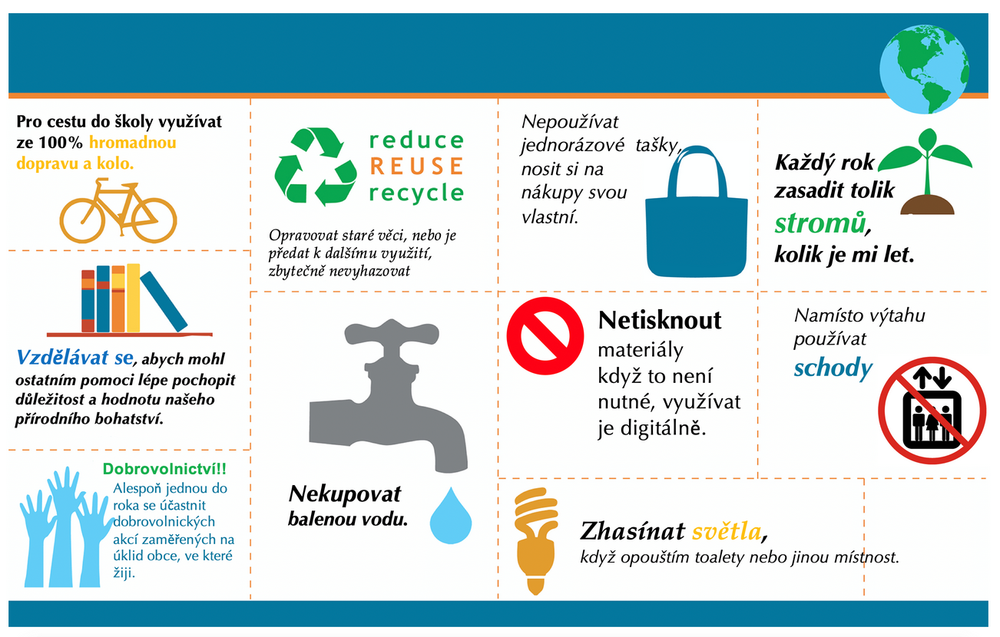 Pro cestu do školy využívat
ze 100% hromadnou
dopravu a kolo.
Vzdělávat se, abych mohl
ostatním pomoci lépe pochopit
důležitost a hodnotu našeho
přírodního bohatství.
Dobrovolnictví!!
Alespoň jednou do
roka se účastnit
dobrovolnických
akcí zaměřených na
úklid obce, ve které
žiji.
reduce
REUSE
recycle
Opravovat staré věci, nebo je
předat k dalšímu využití,
zbytečně nevyhazovat
Nekupovat
balenou vodu.
Nepoužívat
jednorázové tašky,
nosit si na
nákupy svou
vlastní.
Každý rok
zasadit tolik
stromů,
kolik je mi let.
Netisknout
materiály
když to není
nutné, využívat
je digitálně.
Namísto výtahu
používat
schody
Zhasínat světla,
když opouštím toalety nebo jinou místnost.